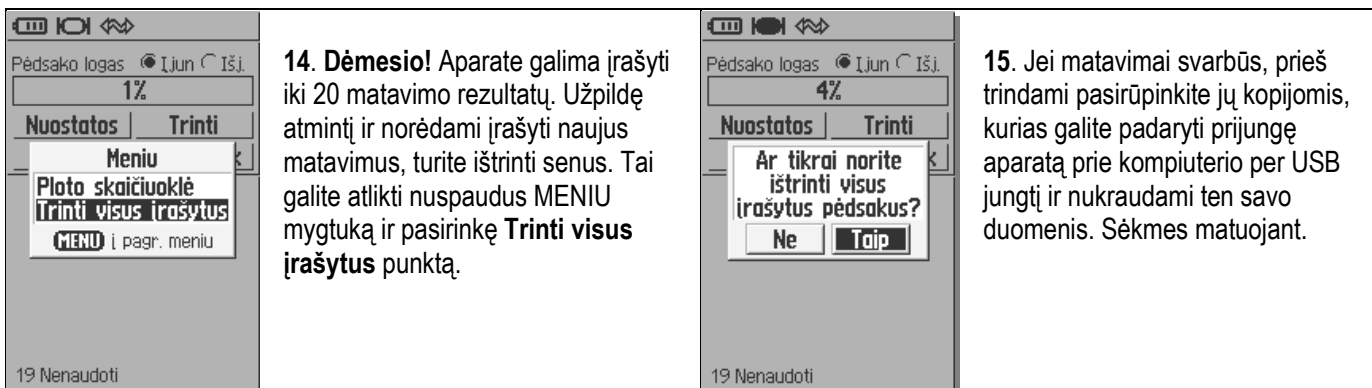 Pėdsako logas Įjun Išj.
1%
Nuostatos Trinti
Meniu
Ploto skaičiuoklė
Trinti visus įrašytus
MENU į pagr. meniu
19 Nenaudoti
14. Dėmesio! Aparate galima įrašyti
iki 20 matavimo rezultatų. Užpildę
atmintį ir norėdami įrašyti naujus
matavimus, turite ištrinti senus. Tai
galite atlikti nuspaudus MENIU
mygtuką ir pasirinkę Trinti visus
įrašytus punktą.
Pėdsako logas Įjun Išj.
4%
Nuostatos Trinti
Ar tikrai norite
ištrinti visus
įrašytus pėdsakus?
Ne Taip
19 Nenaudoti
15. Jei matavimai svarbūs, prieš
trindami pasirūpinkite jų kopijomis,
kurias galite padaryti prijungę
aparatą prie kompiuterio per USB
jungtį ir nukraudami ten savo
duomenis. Sėkmes matuojant.